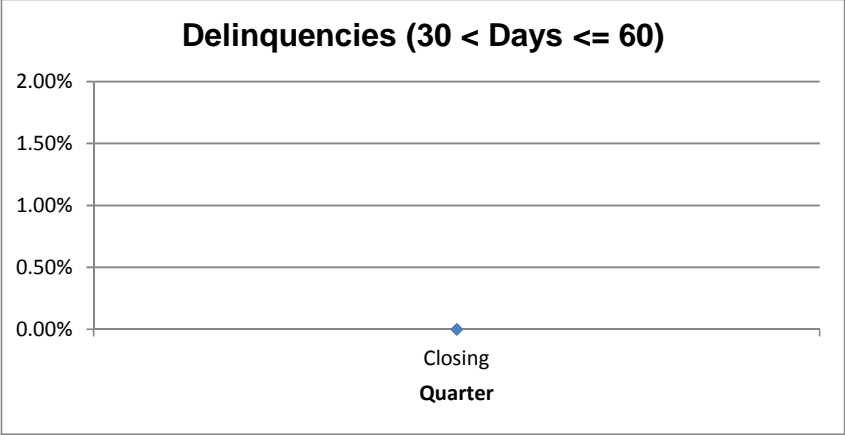 Delinquencies (30 < Days <= 60)
2.00%
1.50%
1.00%
0.50%
0.00%
Closing
Quarter